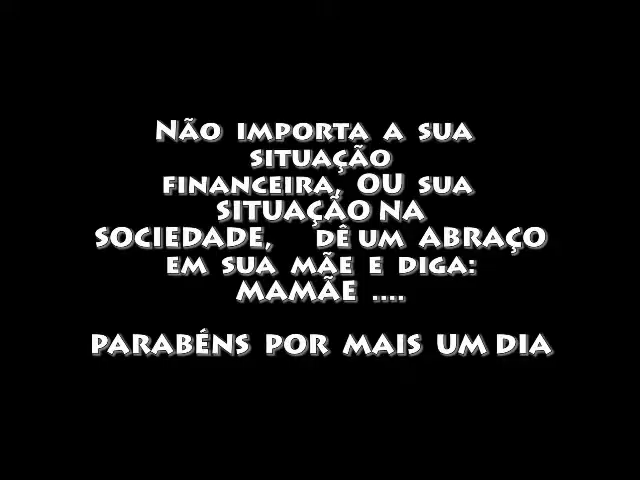 NÃO IMPORTA A SUA
SITUAÇÃO
FINANCEIRA, OU SUA
SITUAÇÃO NA
SOCIEDADE, DÊ UM ABRAÇO
EM SUA MÃE E DIGA:
MAMÃE ....
PARABÉNS POR MAIS UM DIA